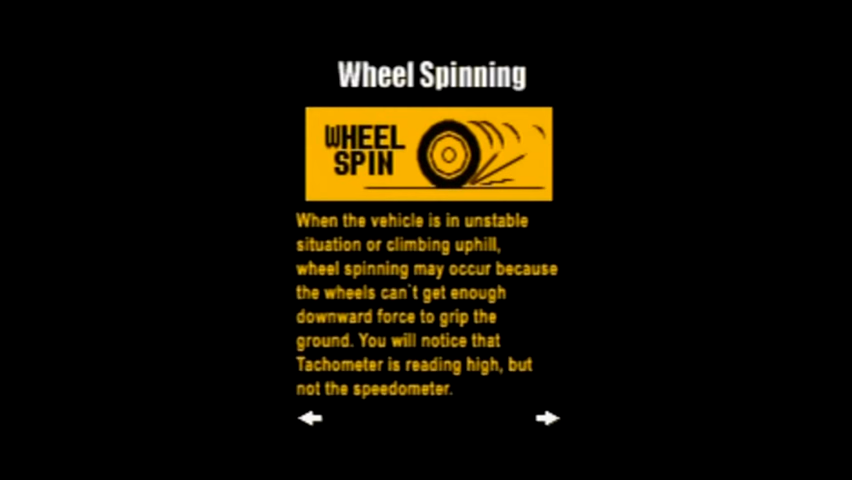 Wheel Spinning
WHEEL
SPIN
When the vehicle is in unstable
situation or climbing uphill,
wheel spinning may occur because
the wheels can`t get enough
downward force to grip the
ground. You will notice that
Tachometer is reading high, but
not the speedometer.